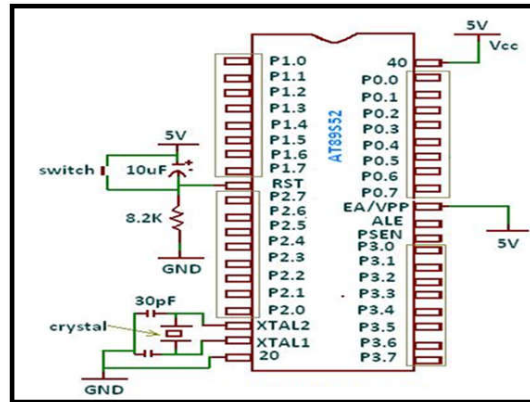 5V
Vcc
40
P1.0
P1.1
P1.2
P1.3
P1.4
P1.5
P1.6
P1.7
RST
P2.7
P2.6
P2.5
P2.4
P2.3
P2.2
P2.1
P2.0
XTAL2
XTAL1
20
AT89S52
P0.0
P0.1
P0.2
P0.3
P0.4
P0.5
P0.6
P0.7
EA/VPP
ALE
PSEN
P3.0
P3.1
P3.2
P3.3
P3.4
P3.5
P3.6
P3.7
5V
5V
switch
10uF
+
-
8.2K
GND
30pF
crystal
GND